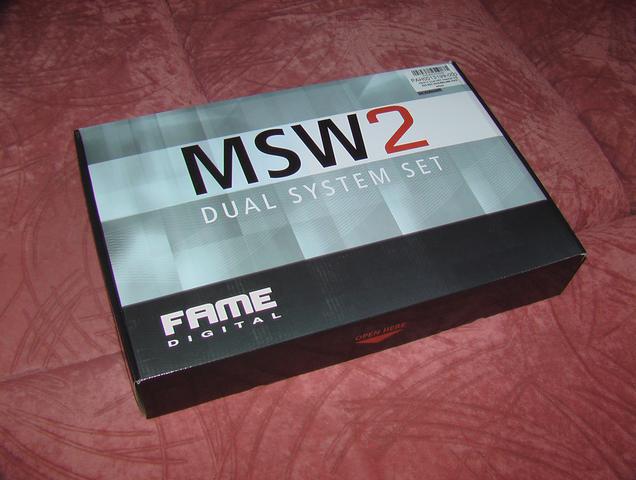 MSW2
DUAL SYSTEM SET
FAME
DIGITAL
OPEN HERE